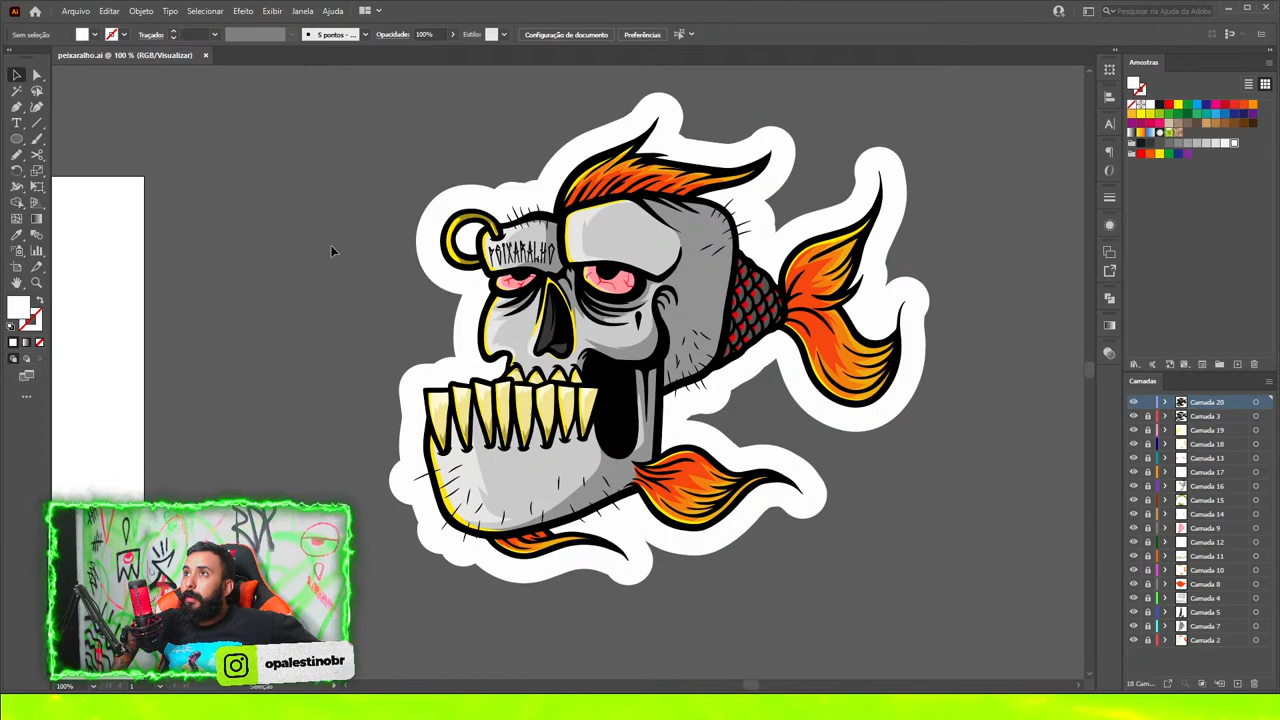 Ai Arquivo Editar Objeto Tipo Selecionar Efeito Exibir Janela Ajuda Pesquisar na Ajuda da Adobe
Sem seleção Traçados: 5 pontos - ... Opacidade: 100% Estilo: Configuração de documento Preferências
peixaralho.ai @ 100 % (RGB/Visualizar) ×
Amostras
PEIXARALHO
Camadas
Camada 20
Camada 3
Camada 19
Camada 18
Camada 13
Camada 17
Camada 16
Camada 15
Camada 14
Camada 9
Camada 12
Camada 11
Camada 10
Camada 8
Camada 4
Camada 5
Camada 7
Camada 2
opalestinobr
100% 1 Seleção 18 Cam...